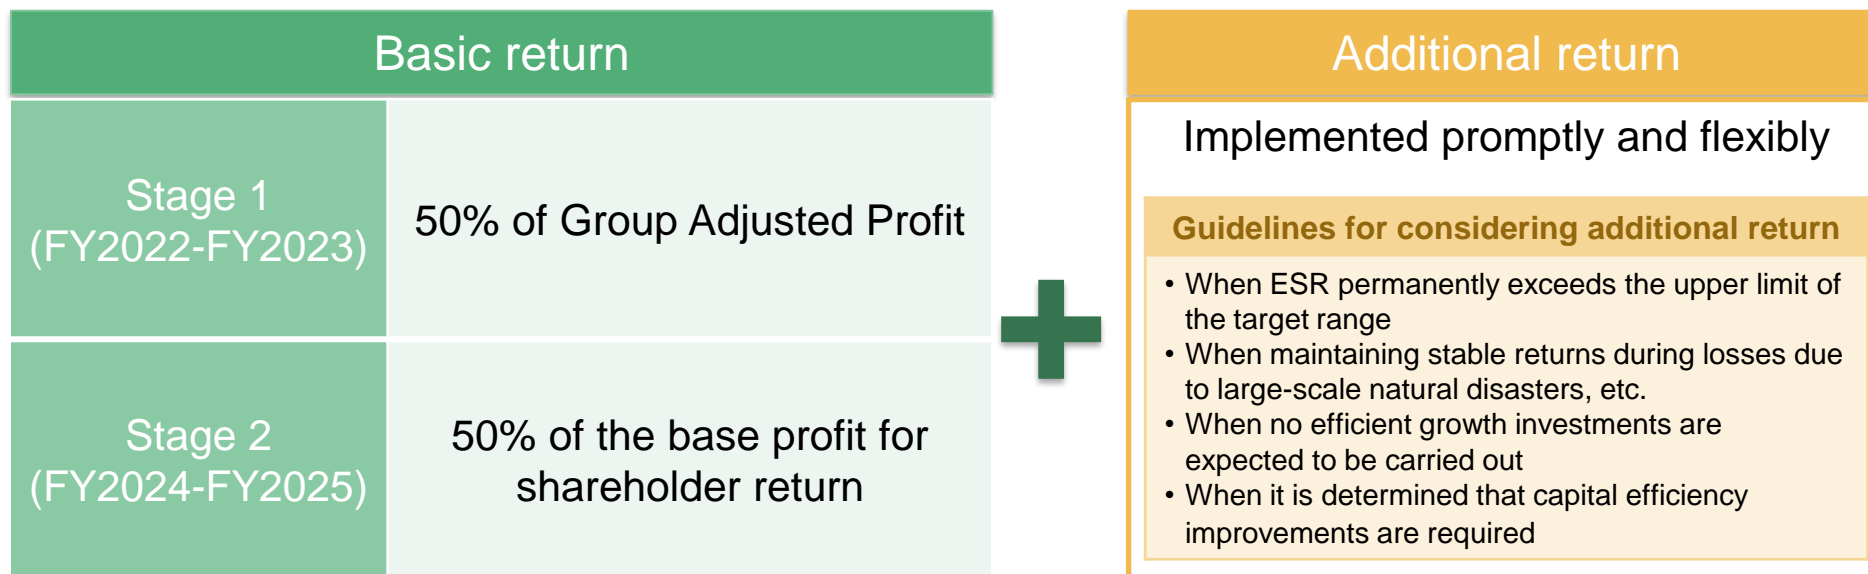 Basic return
Stage 1
(FY2022-FY2023)
50% of Group Adjusted Profit
Stage 2
(FY2024-FY2025)
50% of the base profit for
shareholder return
Additional return
Implemented promptly and flexibly
Guidelines for considering additional return
• When ESR permanently exceeds the upper limit of
the target range
• When maintaining stable returns during losses due
to large-scale natural disasters, etc.
• When no efficient growth investments are
expected to be carried out
• When it is determined that capital efficiency
improvements are required